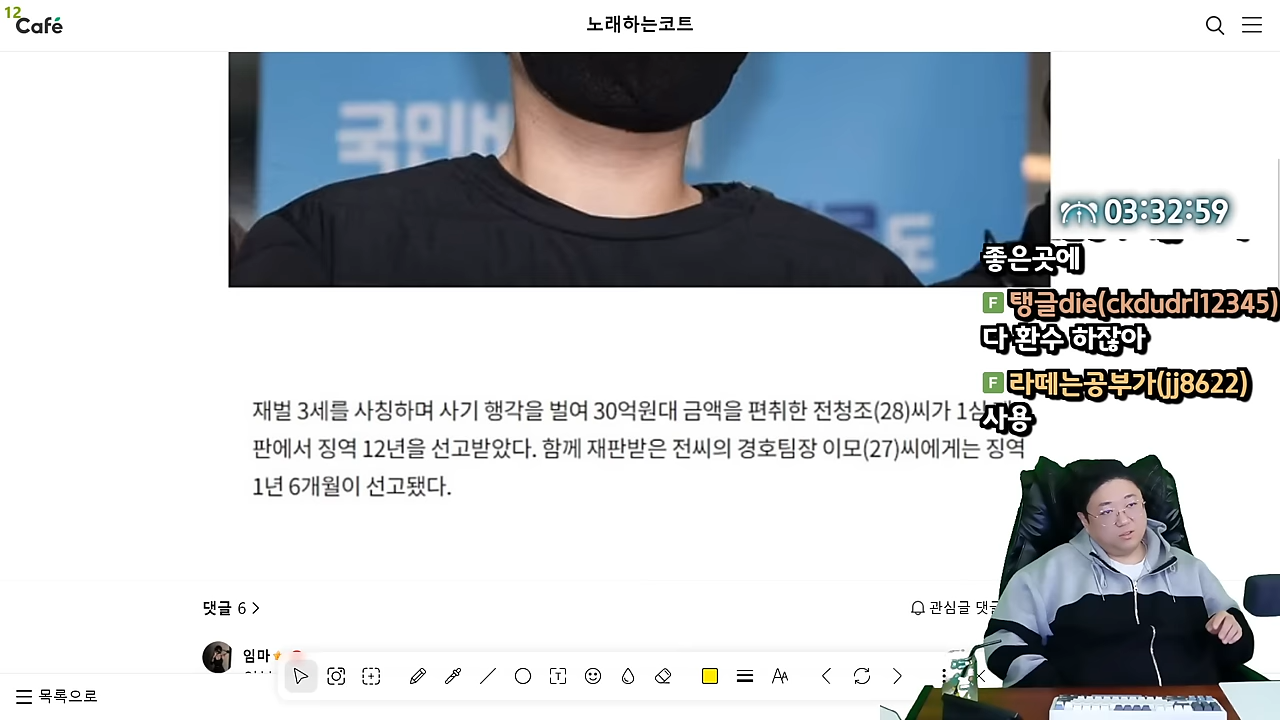 12
Café
노래하는코트
국민
도
03:32:59
좋은곳에
F 탱글die(ckdudrl12345)
다 환수 하잖아
F 라떼는공부가(jj8622)
사용
재벌 3세를 사칭하며 사기 행각을 벌여 30억원대 금액을 편취한 전청조(28)씨가 1심
판에서 징역 12년을 선고받았다. 함께 재판받은 전씨의 경호팀장 이모(27)씨에게는 징역
1년 6개월이 선고됐다.
댓글 6
관심글 댓글
임마
목록으로